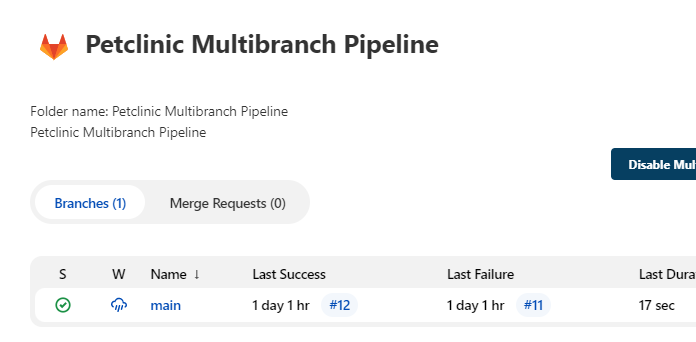 Petclinic Multibranch Pipeline
Folder name: Petclinic Multibranch Pipeline
Petclinic Multibranch Pipeline
Disable Mul
Branches (1) Merge Requests (0)
S W Name ↓ Last Success Last Failure Last Dura
main 1 day 1 hr #12 1 day 1 hr #11 17 sec